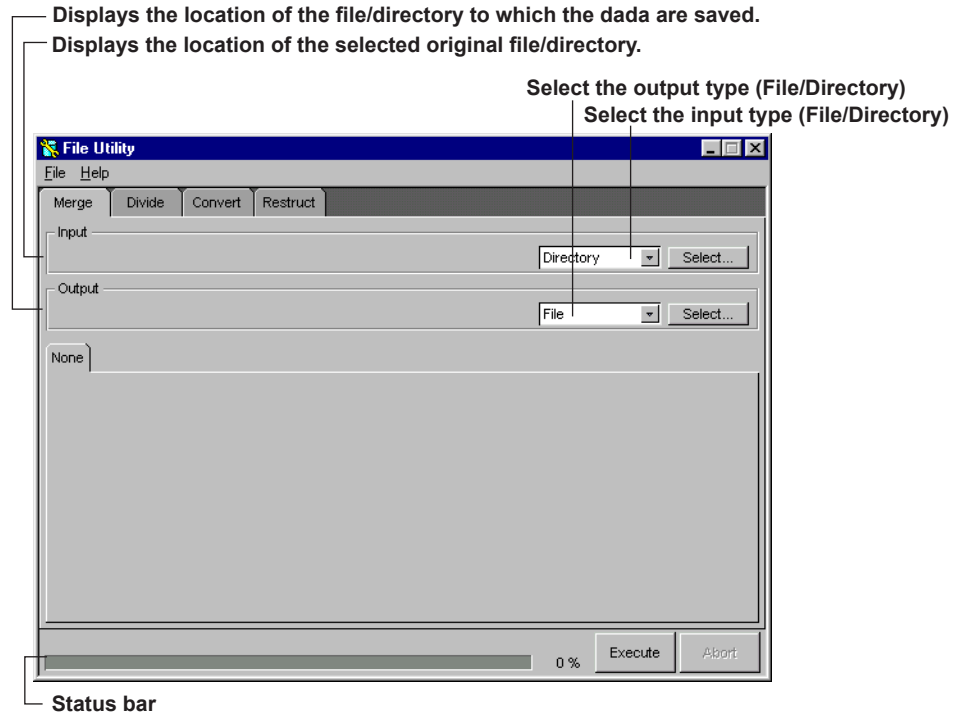 Displays the location of the file/directory to which the dada are saved.
Displays the location of the selected original file/directory.
Select the output type (File/Directory)
Select the input type (File/Directory)
File Utility
File Help
Merge Divide Convert Restruct
Input
Directory Select...
Output
File Select...
None
0 % Execute Abort
Status bar